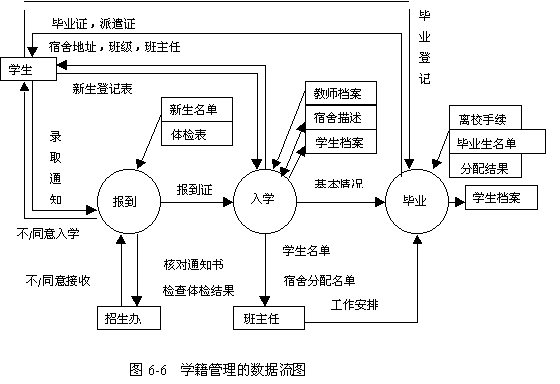 毕业证，派遣证
宿舍地址，班级，班主任
学生
新生登记表
毕业登记
录取通知
新生名单
体检表
教师档案
宿舍描述
学生档案
离校手续
毕业生名单
分配结果
报到
报到证
入学
基本情况
毕业
学生档案
不/同意入学
不/同意接收
核对通知书
检查体检结果
学生名单
宿舍分配名单
招生办
班主任
工作安排
图 6-6 学籍管理的数据流图